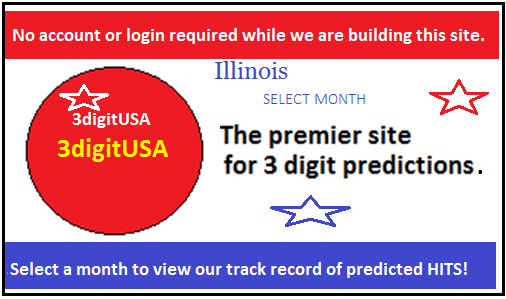 No account or login required while we are building this site.
Illinois
SELECT MONTH
3digitUSA
3digitUSA
The premier site
for 3 digit predictions.
Select a month to view our track record of predicted HITS!